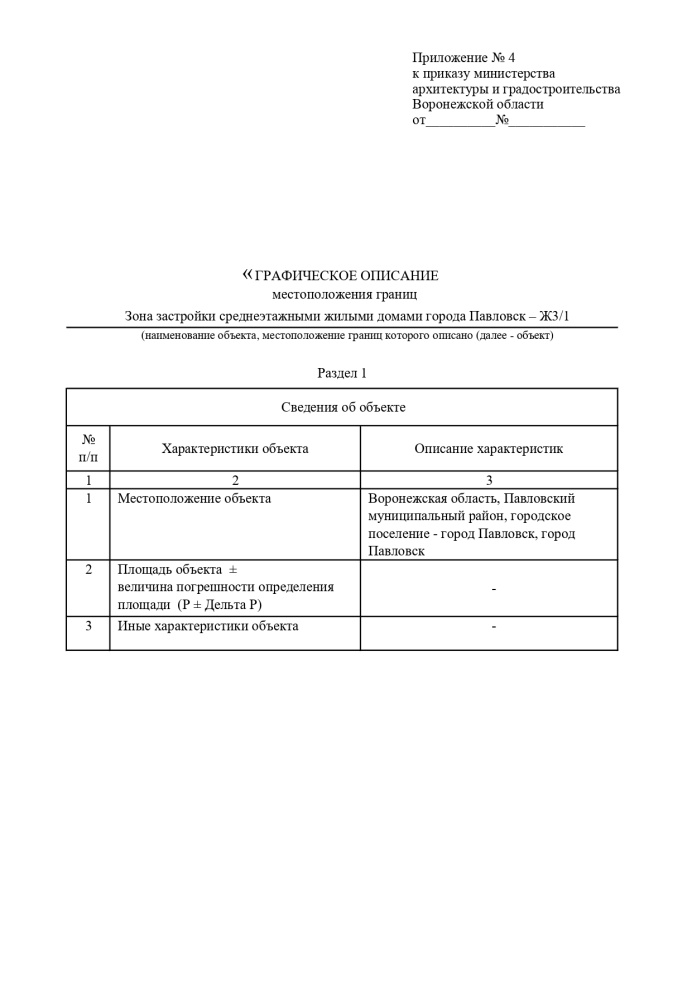 Приложение № 4
к приказу министерства
архитектуры и градостроительства
Воронежской области
от__________№___________
« ГРАФИЧЕСКОЕ ОПИСАНИЕ
местоположения границ
Зона застройки среднеэтажными жилыми домами города Павловск – Ж3/1
(наименование объекта, местоположение границ которого описано (далее - объект)
Раздел 1
Сведения об объекте
№
п/п
Характеристики объекта
Описание характеристик
1
2
3
1
Местоположение объекта
Воронежская область, Павловский
муниципальный район, городское
поселение - город Павловск, город
Павловск
2
Площадь объекта ±
величина погрешности определения
площади (P ± Дельта P)
-
3
Иные характеристики объекта
-